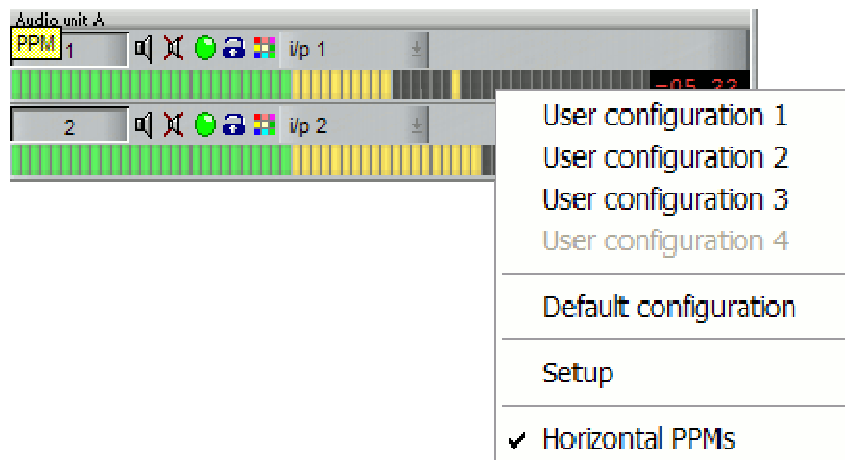 Audio unit A
PPM 1 i/p 1
-05.22
2 i/p 2
User configuration 1
User configuration 2
User configuration 3
User configuration 4
Default configuration
Setup
Horizontal PPMs